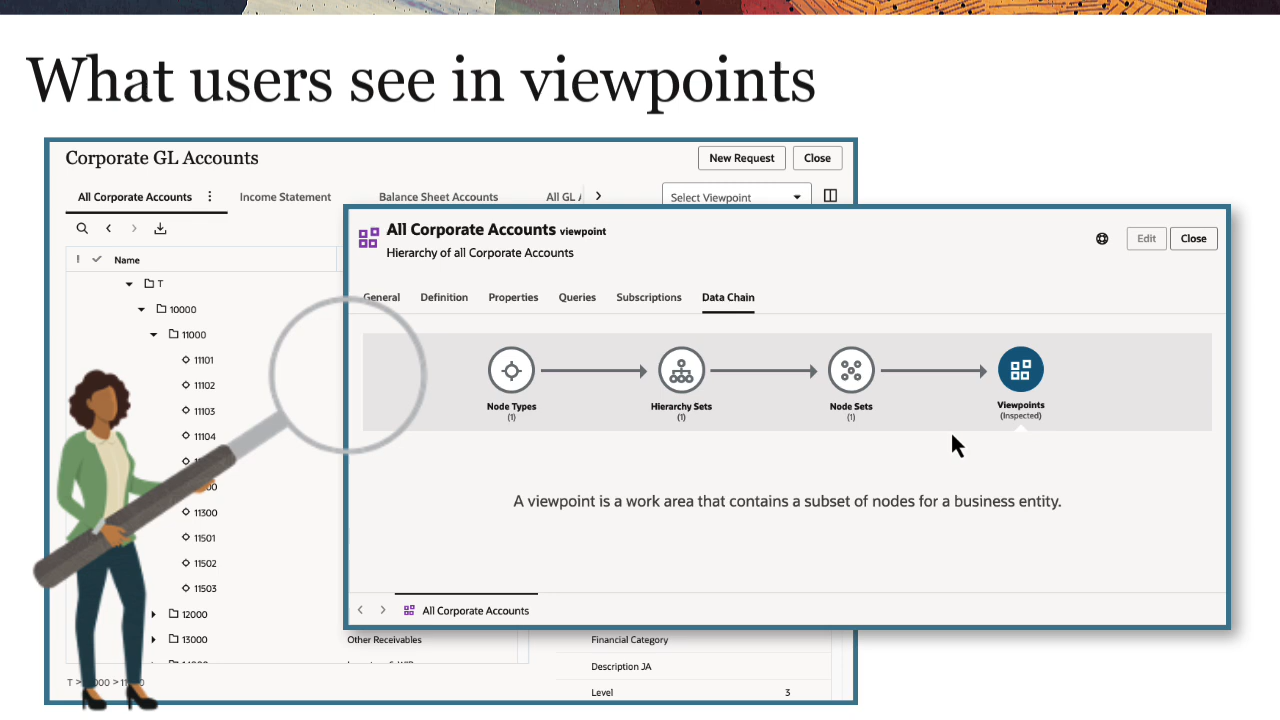 What users see in viewpoints
Corporate GL Accounts
New Request
Close
All Corporate Accounts
Income Statement
Balance Sheet Accounts
All GL
Select Viewpoint
Name
T
10000
11000
11101
11102
11103
11104
11300
11501
11502
11503
12000
13000
Other Receivables
Financial Category
Description JA
Level 3
All Corporate Accounts viewpoint
Hierarchy of all Corporate Accounts
Edit
Close
General
Definition
Properties
Queries
Subscriptions
Data Chain
Node Types
(1)
Hierarchy Sets
(1)
Node Sets
(1)
Viewpoints
(Inspected)
A viewpoint is a work area that contains a subset of nodes for a business entity.
All Corporate Accounts